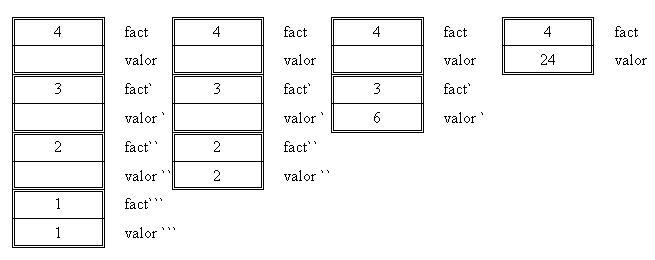 4 fact 4 fact 4 fact 4 fact
valor valor valor 24 valor
3 fact` 3 fact` 3 fact`
valor ` valor ` 6 valor `
2 fact`` 2 fact``
valor `` 2 valor ``
1 fact```
1 valor ```